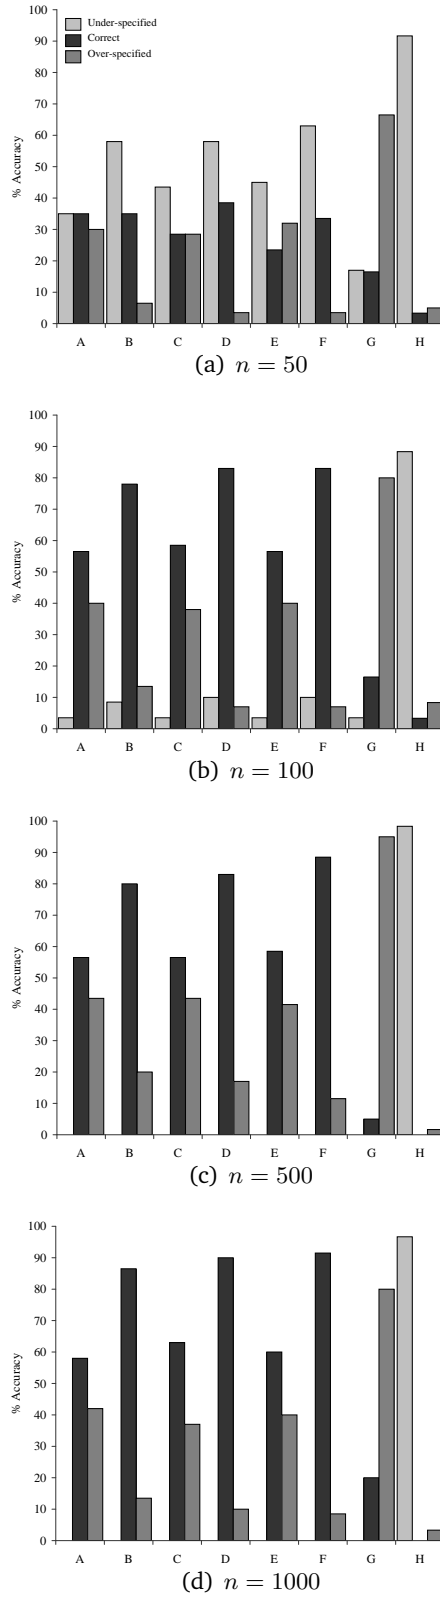 100
90
80
70
60
50
40
30
20
10
0
% Accuracy
Under-specified
Correct
Over-specified
A B C D E F G H
(a) n = 50
100
90
80
70
60
50
40
30
20
10
0
% Accuracy
A B C D E F G H
(b) n = 100
100
90
80
70
60
50
40
30
20
10
0
% Accuracy
A B C D E F G H
(c) n = 500
100
90
80
70
60
50
40
30
20
10
0
% Accuracy
A B C D E F G H
(d) n = 1000